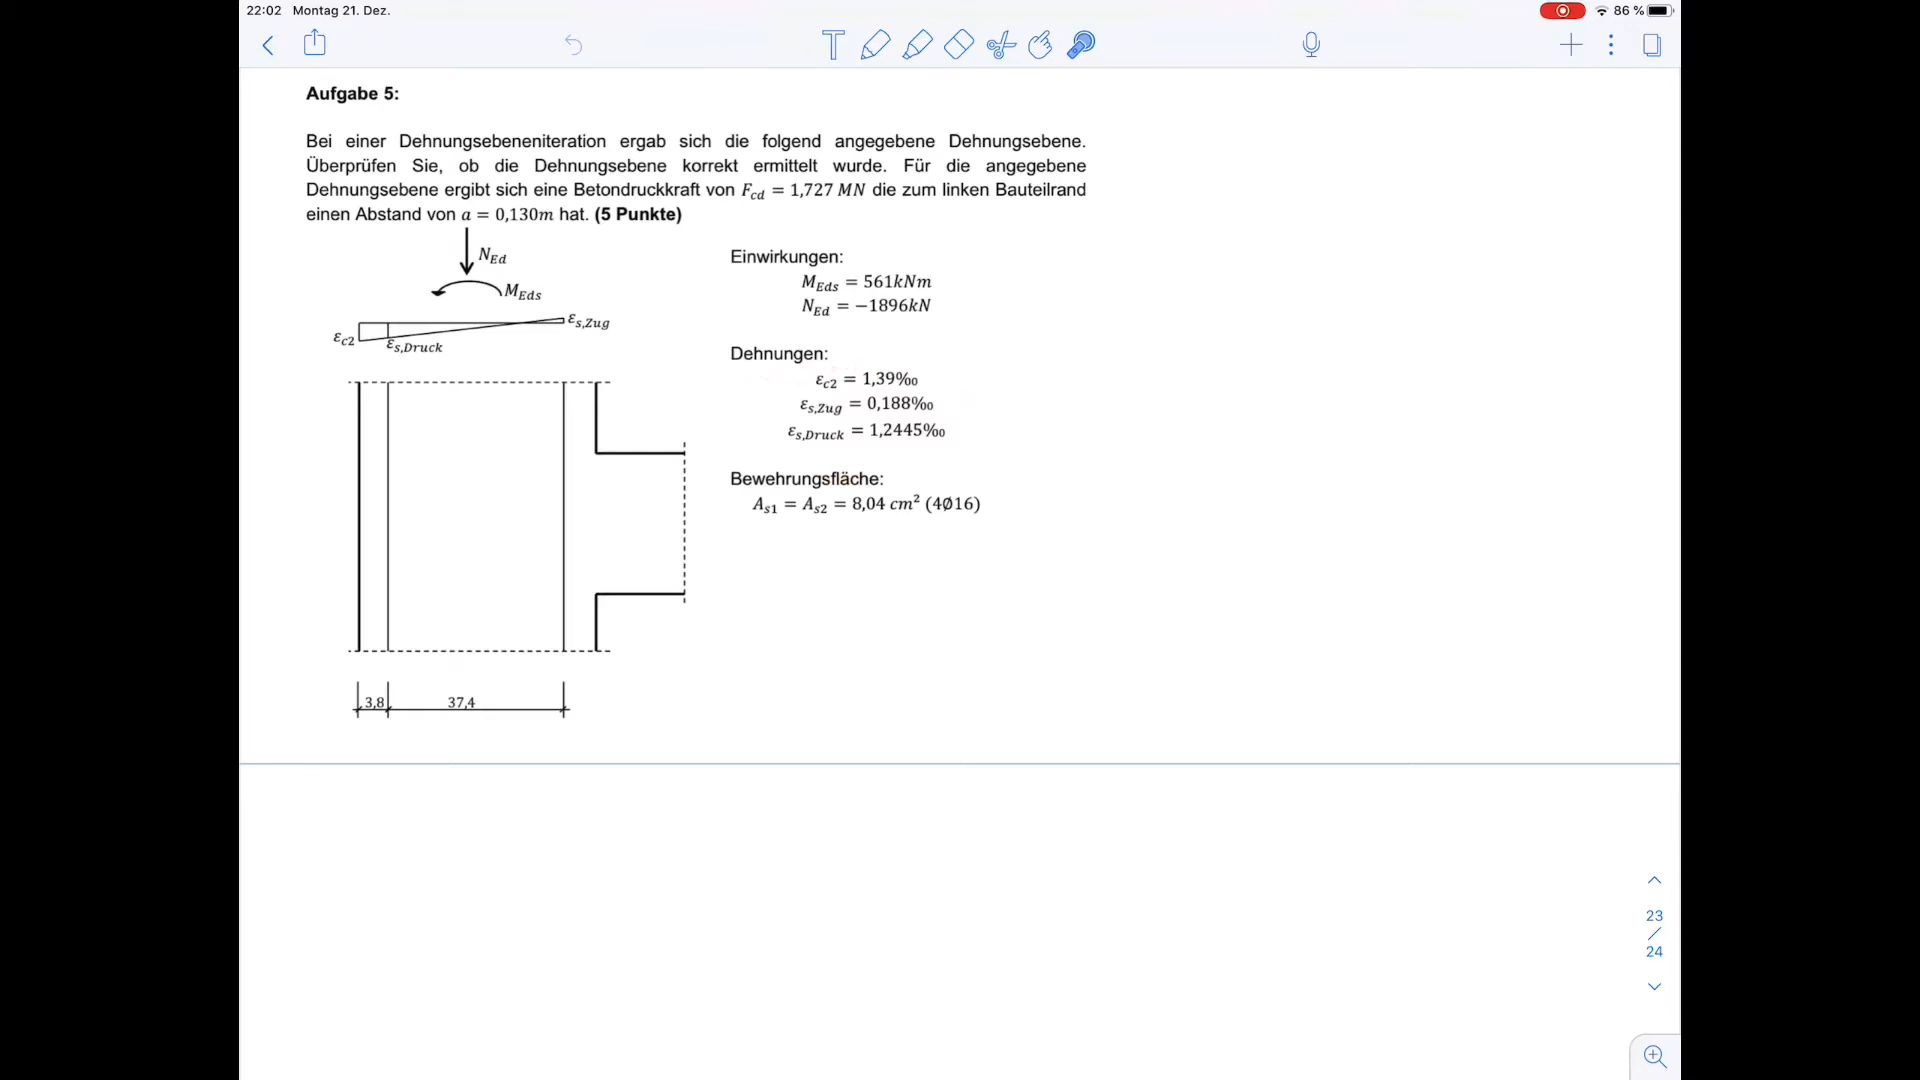 22:02 Montag 21. Dez.
86 %
Aufgabe 5:
Bei einer Dehnungsebeneniteration ergab sich die folgend angegebene Dehnungsebene.
Überprüfen Sie, ob die Dehnungsebene korrekt ermittelt wurde. Für die angegebene
Dehnungsebene ergibt sich eine Betondruckkraft von F_cd = 1,727 MN die zum linken Bauteilrand
einen Abstand von a = 0,130m hat. (5 Punkte)
N_Ed
M_Eds
ε_s,Zug
ε_c2
ε_s,Druck
3,8
37,4
Einwirkungen:
M_Eds = 561kNm
N_Ed = −1896kN
Dehnungen:
ε_c2 = 1,39‰
ε_s,Zug = 0,188‰
ε_s,Druck = 1,2445‰
Bewehrungsfläche:
A_s1 = A_s2 = 8,04 cm² (4Ø16)
23
/
24